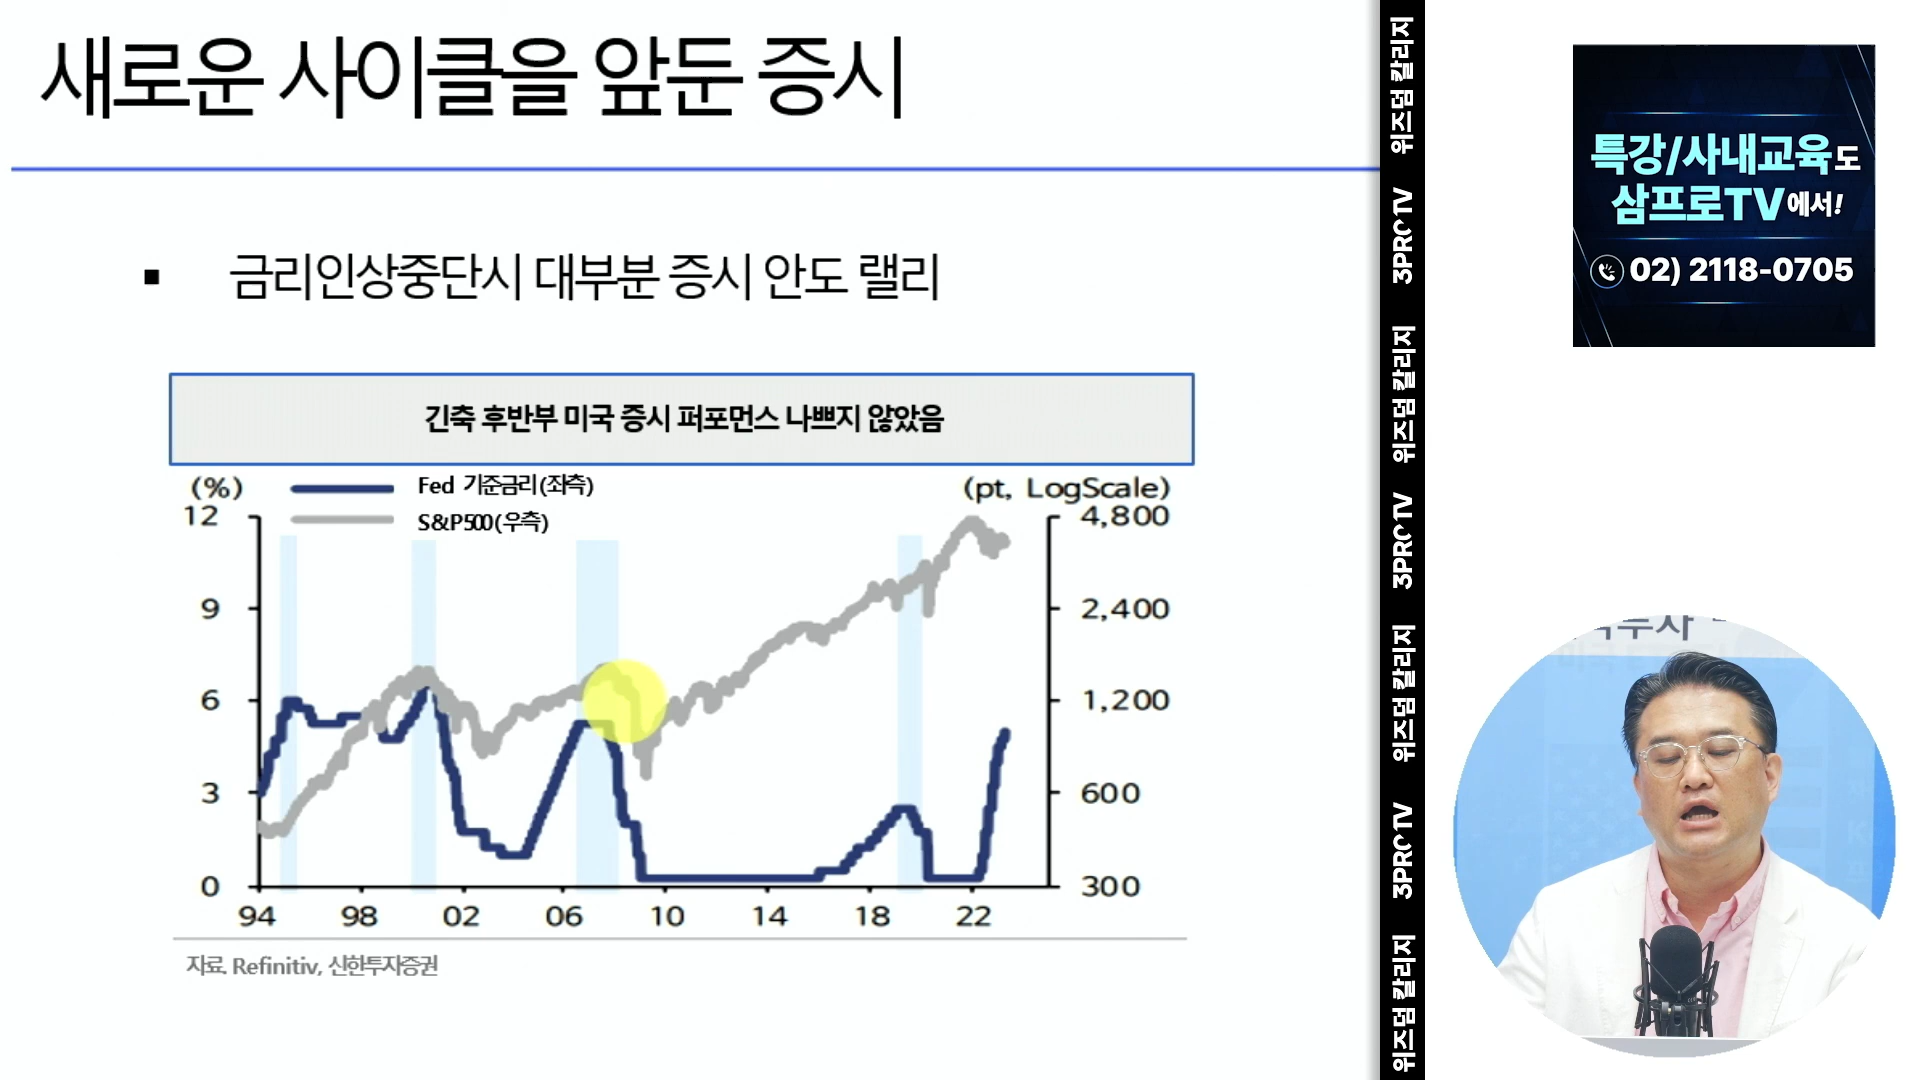 새로운 사이클을 앞둔 증시
▪ 금리인상중단시 대부분 증시 안도 랠리
긴축 후반부 미국 증시 퍼포먼스 나쁘지 않았음
(%)
Fed 기준금리(좌측)
S&P500(우측)
(pt, LogScale)
12
9
6
3
0
4,800
2,400
1,200
600
300
94 98 02 06 10 14 18 22
자료. Refinitiv, 신한투자증권
위즈덤 칼리지
3PROTV
위즈덤 칼리지
3PROTV
위즈덤 칼리지
3PROTV
위즈덤 칼리지
특강/사내교육도
삼프로TV에서!
02) 2118-0705